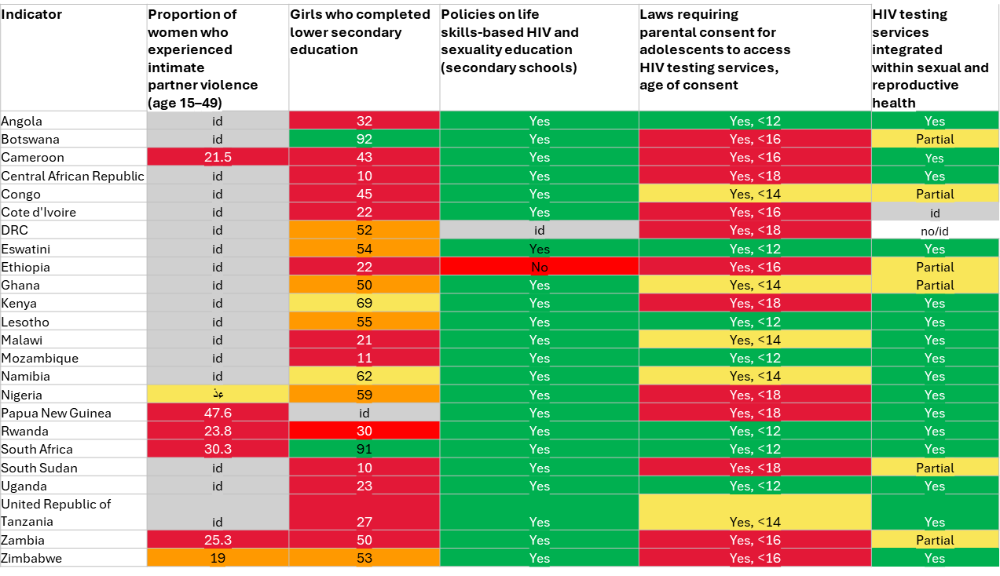 Indicator
Proportion of
women who
experienced
intimate
partner violence
(age 15–49)
Girls who completed
lower secondary
education
Policies on life
skills-based HIV and
sexuality education
(secondary schools)
Laws requiring
parental consent for
adolescents to access
HIV testing services,
age of consent
HIV testing
services
integrated
within sexual and
reproductive
health
Angola id 32 Yes Yes, <12 Yes
Botswana id 92 Yes Yes, <16 Partial
Cameroon 21.5 43 Yes Yes, <16 Yes
Central African Republic id 10 Yes Yes, <18 Yes
Congo id 45 Yes Yes, <14 Partial
Cote d'Ivoire id 22 Yes Yes, <16 id
DRC id 52 id Yes, <18 no/id
Eswatini id 54 Yes Yes, <12 Yes
Ethiopia id 22 No Yes, <16 Partial
Ghana id 50 Yes Yes, <14 Partial
Kenya id 69 Yes Yes, <18 Yes
Lesotho id 55 Yes Yes, <12 Yes
Malawi id 21 Yes Yes, <14 Yes
Mozambique id 11 Yes Yes, <12 Yes
Namibia id 62 Yes Yes, <14 Yes
Nigeria 59 Yes Yes, <18 Yes
Papua New Guinea 47.6 id Yes Yes, <18 Yes
Rwanda 23.8 30 Yes Yes, <12 Yes
South Africa 30.3 91 Yes Yes, <12 Yes
South Sudan id 10 Yes Yes, <18 Partial
Uganda id 23 Yes Yes, <12 Yes
United Republic of
Tanzania id 27 Yes Yes, <14 Yes
Zambia 25.3 50 Yes Yes, <16 Partial
Zimbabwe 19 53 Yes Yes, <16 Yes